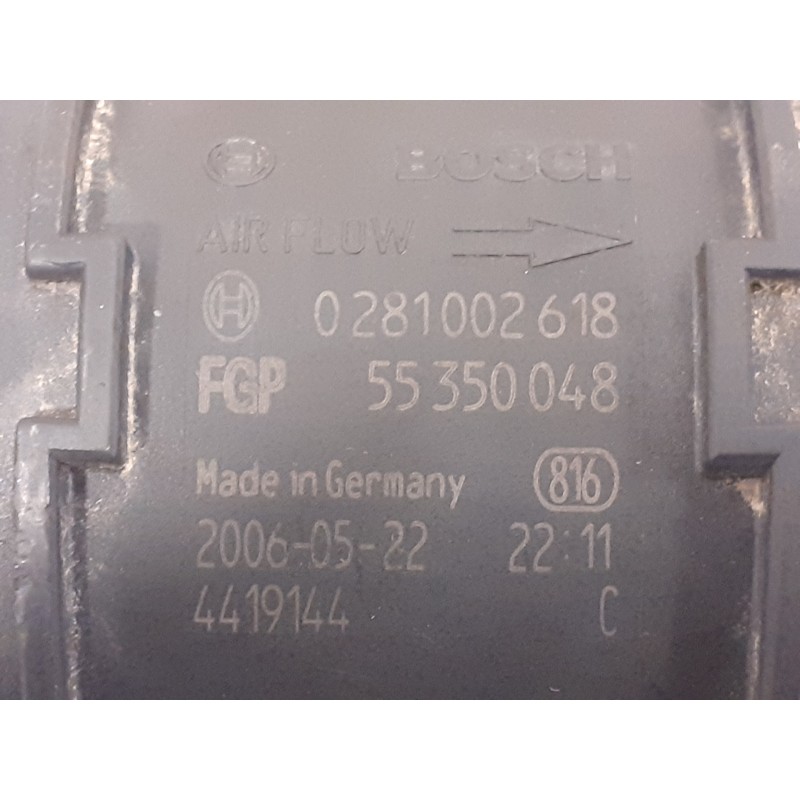 BOSCH
AIR FLOW
0 281 002 618
FGP 55 350 048
Made in Germany 816
2006-05-22 22:11
4419144 C